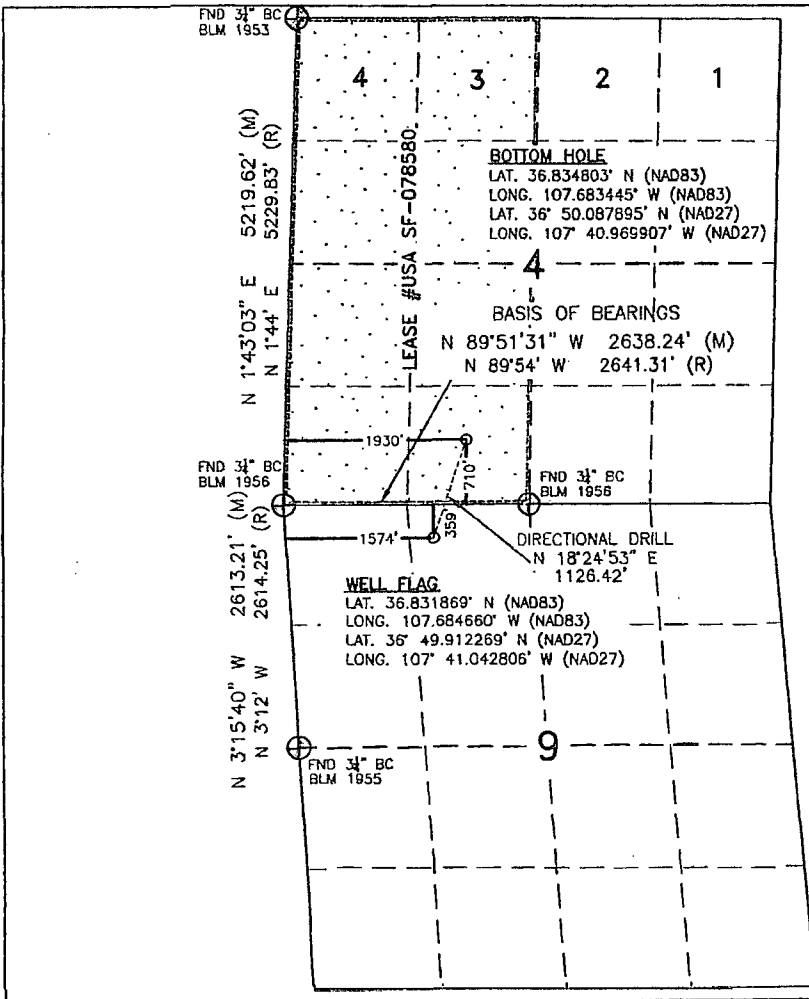 FND 3¼" BC
BLM 1953
4
3
2
1
5219.62' (M)
5229.83' (R)
N 1°43'03" E
N 1°44' E
LEASE #USA SF-078580
BOTTOM HOLE
LAT. 36.834803° N (NAD83)
LONG. 107.683445° W (NAD83)
LAT. 36° 50.087895' N (NAD27)
LONG. 107° 40.969907' W (NAD27)
4
BASIS OF BEARINGS
N 89°51'31" W 2638.24' (M)
N 89°54' W 2641.31' (R)
1930'
710'
FND 3¼" BC
BLM 1956
FND 3¼" BC
BLM 1956
1574'
359'
DIRECTIONAL DRILL
N 18°24'53" E
1126.42'
2613.21' (M)
2614.25' (R)
N 3°15'40" W
N 3°12' W
WELL FLAG
LAT. 36.831869° N (NAD83)
LONG. 107.684660° W (NAD83)
LAT. 36° 49.912269' N (NAD27)
LONG. 107° 41.042806' W (NAD27)
9
FND 3¼" BC
BLM 1955